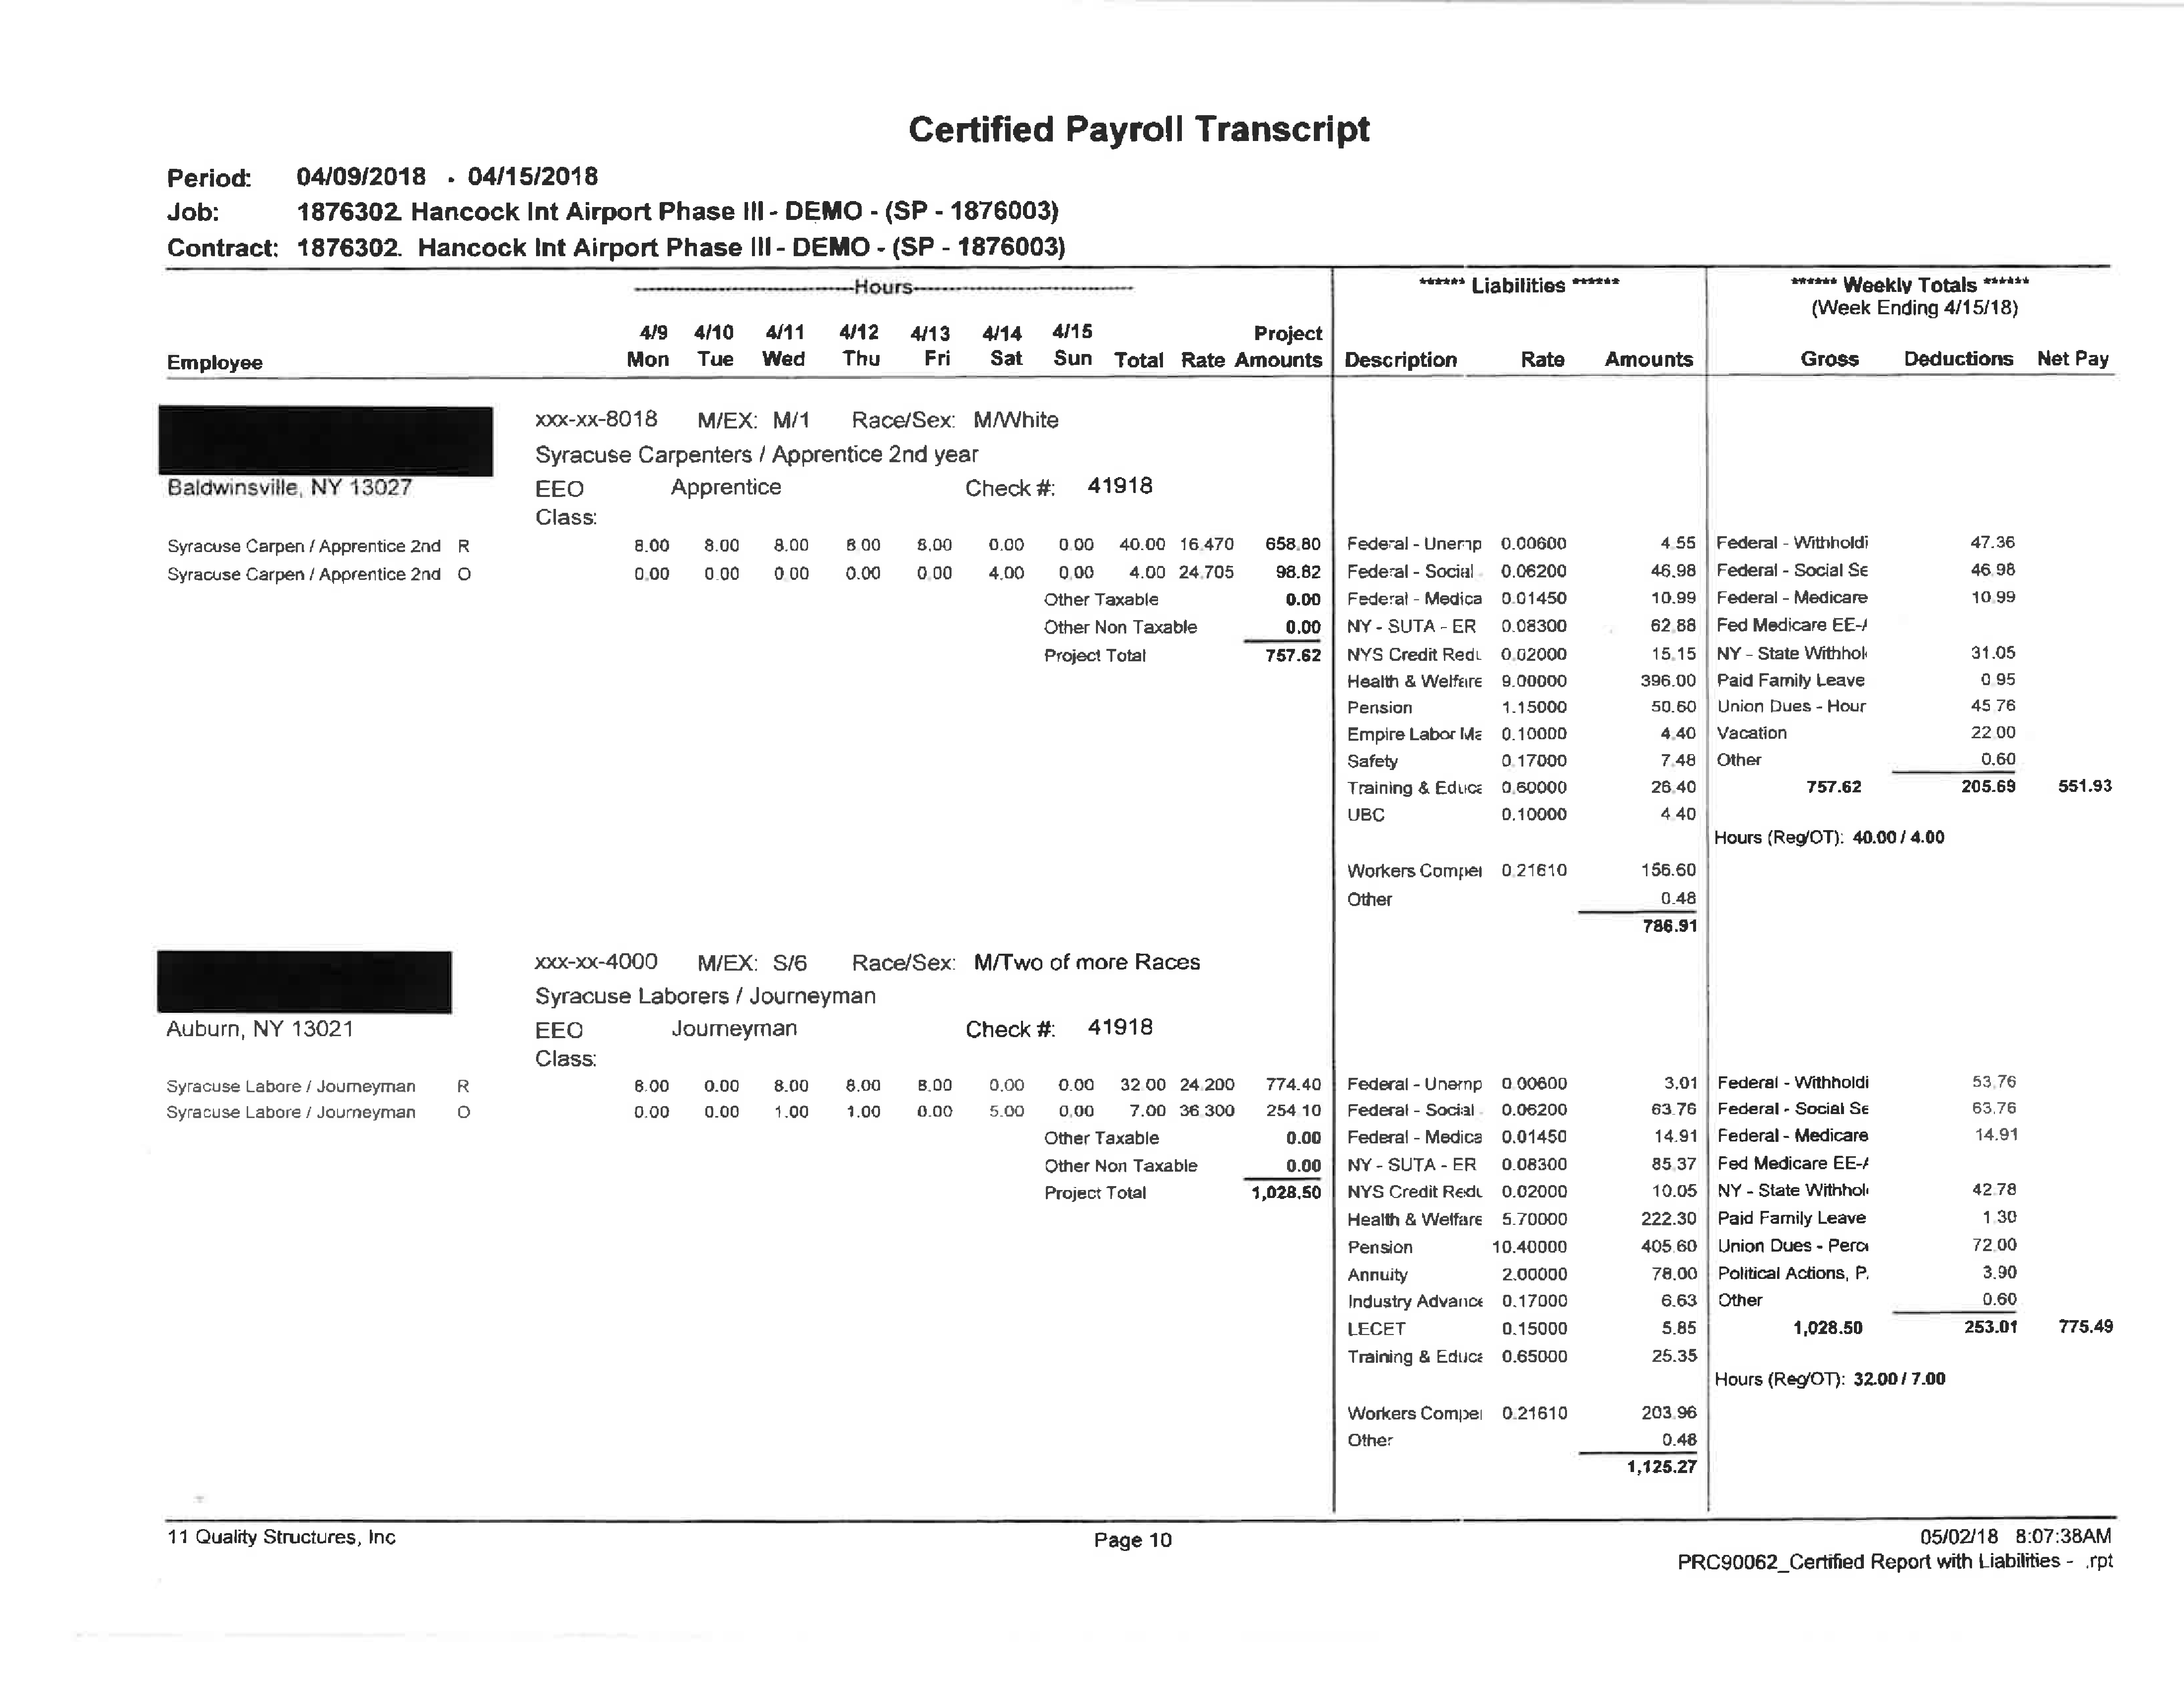 Certified Payroll Transcript
Period: 04/09/2018 - 04/15/2018
Job: 1876302. Hancock Int Airport Phase III - DEMO - (SP - 1876003)
Contract: 1876302. Hancock Int Airport Phase III - DEMO - (SP - 1876003)
Hours ****** Liabilities ****** ****** Weekly Totals ******
(Week Ending 4/15/18)
4/9 4/10 4/11 4/12 4/13 4/14 4/15 Project
Employee Mon Tue Wed Thu Fri Sat Sun Total Rate Amounts Description Rate Amounts Gross Deductions Net Pay
xxx-xx-8018 M/EX: M/1 Race/Sex: M/White
Syracuse Carpenters / Apprentice 2nd year
Baldwinsville, NY 13027 EEO Apprentice Check #: 41918
Class:
Syracuse Carpen / Apprentice 2nd R 8.00 8.00 8.00 8.00 8.00 0.00 0.00 40.00 16.470 658.80 Federal - Unemp 0.00600 4.55 Federal - Withholdi 47.36
Syracuse Carpen / Apprentice 2nd O 0.00 0.00 0.00 0.00 0.00 4.00 0.00 4.00 24.705 98.82 Federal - Social 0.06200 46.98 Federal - Social Se 46.98
Other Taxable 0.00 Federal - Medica 0.01450 10.99 Federal - Medicare 10.99
Other Non Taxable 0.00 NY - SUTA - ER 0.08300 62.88 Fed Medicare EE-/
Project Total 757.62 NYS Credit Redu 0.02000 15.15 NY - State Withhol 31.05
Health & Welfare 9.00000 396.00 Paid Family Leave 0.95
Pension 1.15000 50.60 Union Dues - Hour 45.76
Empire Labor Ma 0.10000 4.40 Vacation 22.00
Safety 0.17000 7.48 Other 0.60
Training & Educa 0.60000 26.40 757.62 205.69 551.93
UBC 0.10000 4.40
Hours (Reg/OT): 40.00 / 4.00
Workers Compe 0.21610 156.60
Other 0.48
786.91
xxx-xx-4000 M/EX: S/6 Race/Sex: M/Two of more Races
Syracuse Laborers / Journeyman
Auburn, NY 13021 EEO Journeyman Check #: 41918
Class:
Syracuse Labore / Journeyman R 8.00 0.00 8.00 8.00 8.00 0.00 0.00 32.00 24.200 774.40 Federal - Unemp 0.00600 3.01 Federal - Withholdi 53.76
Syracuse Labore / Journeyman O 0.00 0.00 1.00 1.00 0.00 5.00 0.00 7.00 36.300 254.10 Federal - Social 0.06200 63.76 Federal - Social Se 63.76
Other Taxable 0.00 Federal - Medica 0.01450 14.91 Federal - Medicare 14.91
Other Non Taxable 0.00 NY - SUTA - ER 0.08300 85.37 Fed Medicare EE-/
Project Total 1,028.50 NYS Credit Redu 0.02000 10.05 NY - State Withhol 42.78
Health & Welfare 5.70000 222.30 Paid Family Leave 1.30
Pension 10.40000 405.60 Union Dues - Perc 72.00
Annuity 2.00000 78.00 Political Actions, P. 3.90
Industry Advance 0.17000 6.63 Other 0.60
LECET 0.15000 5.85 1,028.50 253.01 775.49
Training & Educa 0.65000 25.35
Hours (Reg/OT): 32.00 / 7.00
Workers Compe 0.21610 203.96
Other 0.48
1,125.27
11 Quality Structures, Inc Page 10 05/02/18 8:07:38AM
PRC90062_Certified Report with Liabilities - .rpt